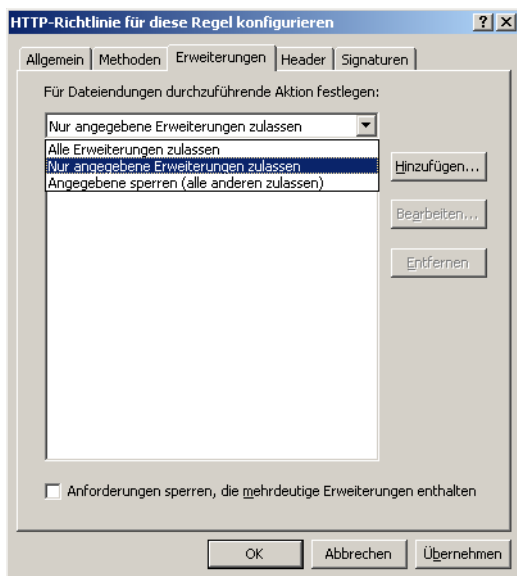 HTTP-Richtlinie für diese Regel konfigurieren
Allgemein
Methoden
Erweiterungen
Header
Signaturen
Für Dateiendungen durchzuführende Aktion festlegen:
Nur angegebene Erweiterungen zulassen
Alle Erweiterungen zulassen
Nur angegebene Erweiterungen zulassen
Angegebene sperren (alle anderen zulassen)
Hinzufügen...
Bearbeiten...
Entfernen
Anforderungen sperren, die mehrdeutige Erweiterungen enthalten
OK
Abbrechen
Übernehmen